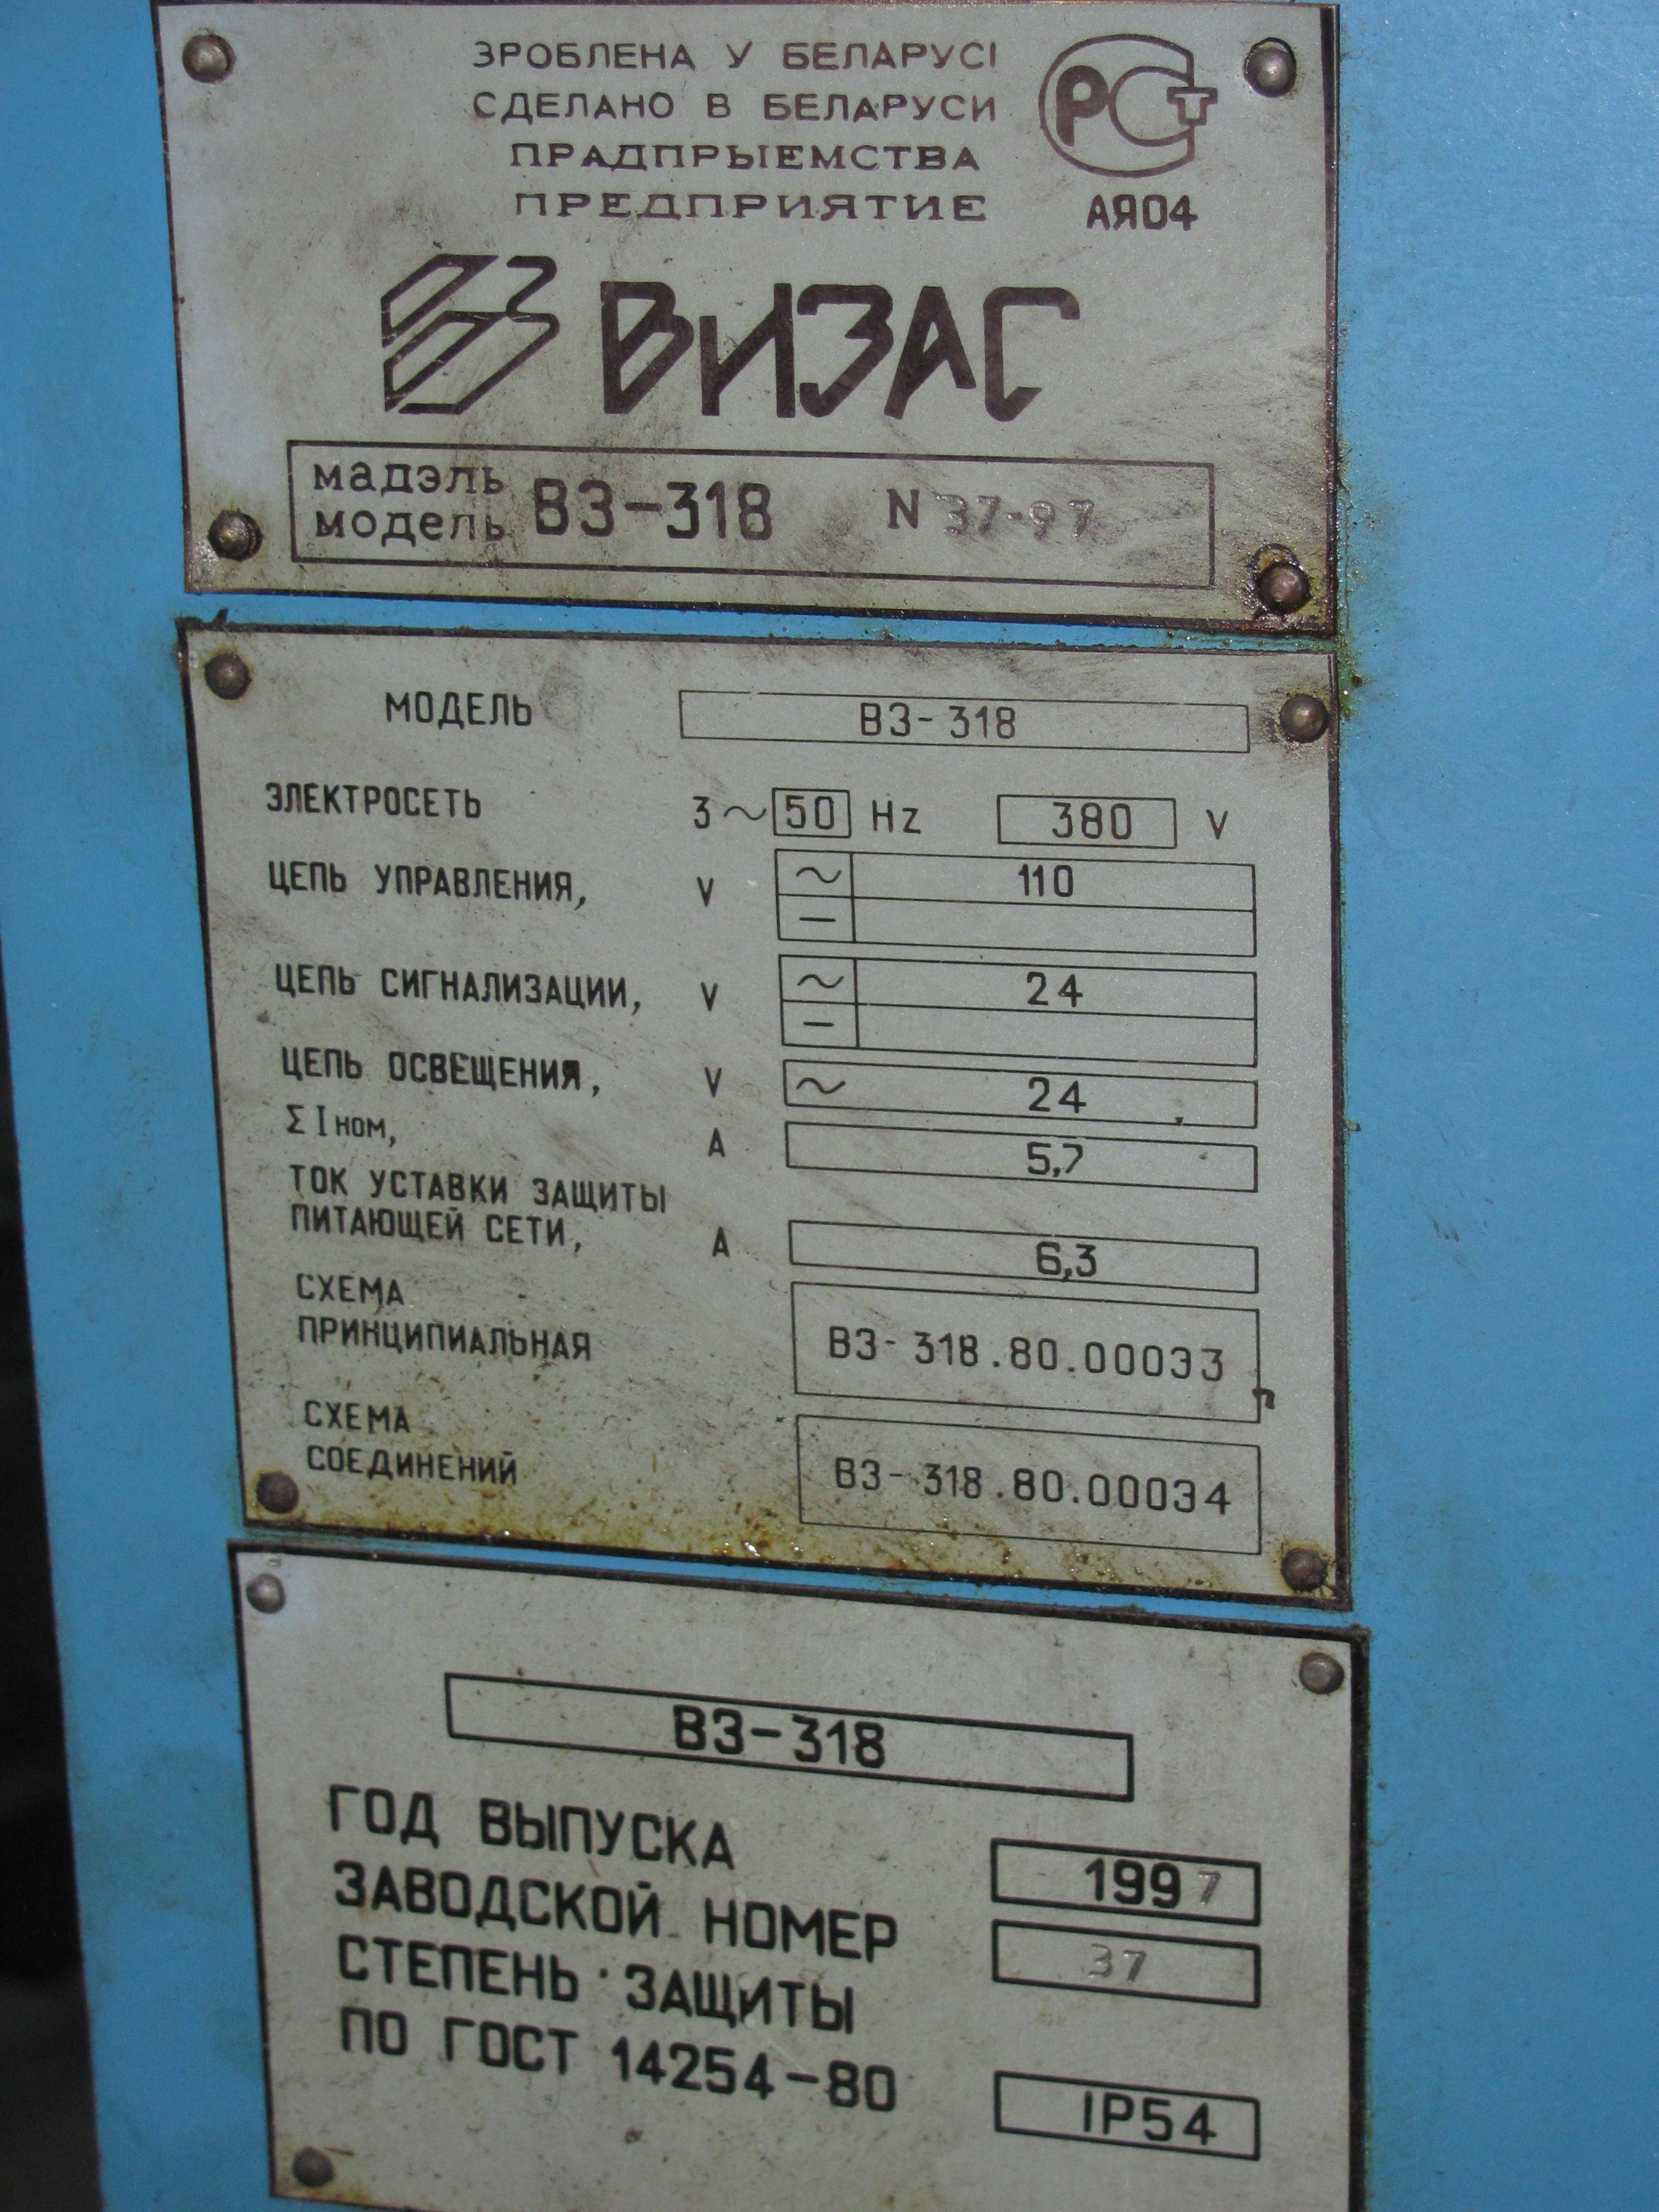 ЗРОБЛЕНА У БЕЛАРУСІ
СДЕЛАНО В БЕЛАРУСИ
ПРАДПРЫЕМСТВА
ПРЕДПРИЯТИЕ
РСТ
АЯ04
ВИЗАС
мадэль
модель ВЗ-318 N 37-97
МОДЕЛЬ ВЗ-318
ЭЛЕКТРОСЕТЬ 3~ 50 Hz 380 V
ЦЕПЬ УПРАВЛЕНИЯ, V ~ 110
—
ЦЕПЬ СИГНАЛИЗАЦИИ, V ~ 24
—
ЦЕПЬ ОСВЕЩЕНИЯ, V ~ 24
Σ I ном, A 5,7
ТОК УСТАВКИ ЗАЩИТЫ
ПИТАЮЩЕЙ СЕТИ, A 6,3
СХЕМА
ПРИНЦИПИАЛЬНАЯ ВЗ-318.80.000Э3
СХЕМА
СОЕДИНЕНИЙ ВЗ-318.80.000Э4
ВЗ-318
ГОД ВЫПУСКА 1997
ЗАВОДСКОЙ НОМЕР 37
СТЕПЕНЬ ЗАЩИТЫ
ПО ГОСТ 14254-80 IP54